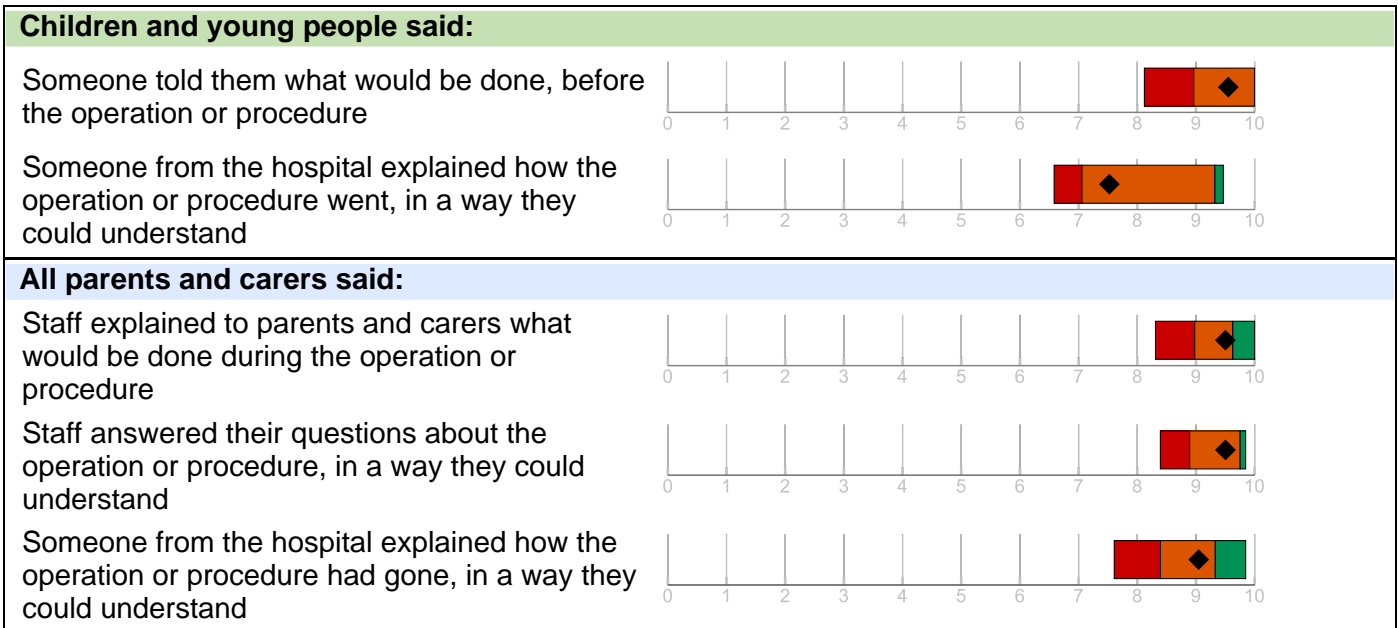 Children and young people said:
Someone told them what would be done, before
the operation or procedure
0 1 2 3 4 5 6 7 8 9 10
Someone from the hospital explained how the
operation or procedure went, in a way they
could understand
0 1 2 3 4 5 6 7 8 9 10
All parents and carers said:
Staff explained to parents and carers what
would be done during the operation or
procedure
0 1 2 3 4 5 6 7 8 9 10
Staff answered their questions about the
operation or procedure, in a way they could
understand
0 1 2 3 4 5 6 7 8 9 10
Someone from the hospital explained how the
operation or procedure had gone, in a way they
could understand
0 1 2 3 4 5 6 7 8 9 10